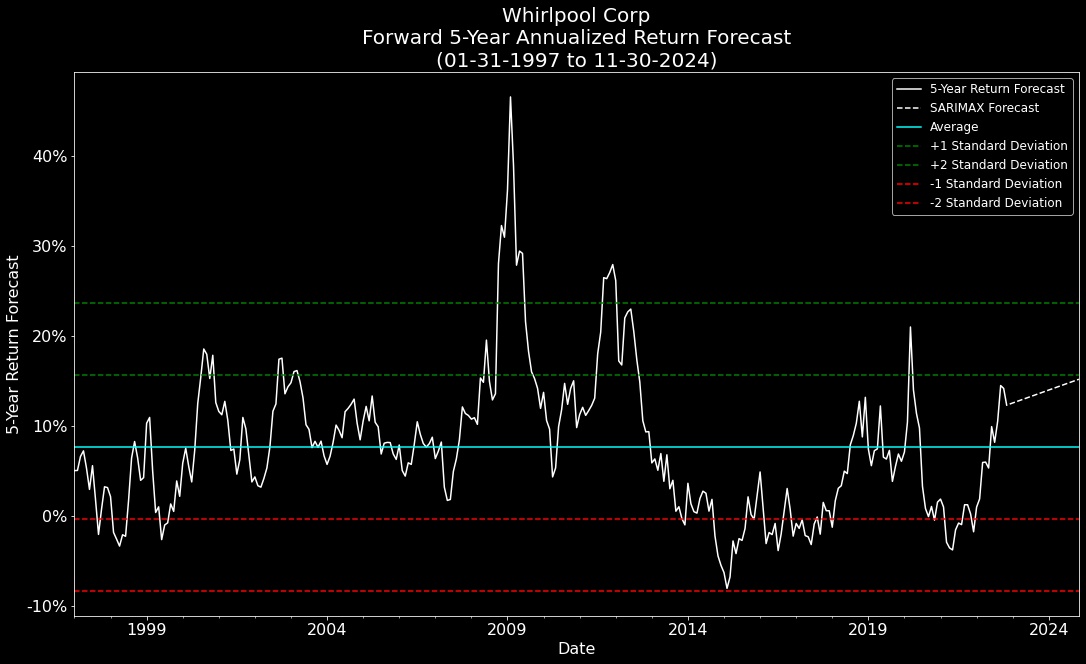 Whirlpool Corp
Forward 5-Year Annualized Return Forecast
(01-31-1997 to 11-30-2024)
5-Year Return Forecast
SARIMAX Forecast
Average
+1 Standard Deviation
+2 Standard Deviation
-1 Standard Deviation
-2 Standard Deviation
5-Year Return Forecast
40%
30%
20%
10%
0%
-10%
1999
2004
2009
2014
2019
2024
Date